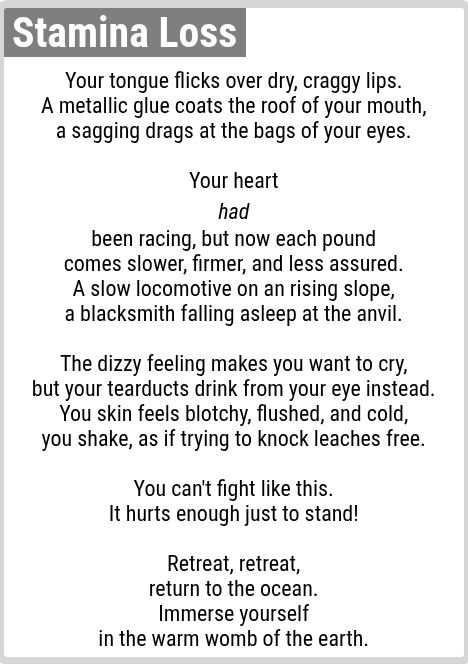 Stamina Loss
Your tongue flicks over dry, craggy lips.
A metallic glue coats the roof of your mouth,
a sagging drags at the bags of your eyes.
Your heart
had
been racing, but now each pound
comes slower, firmer, and less assured.
A slow locomotive on an rising slope,
a blacksmith falling asleep at the anvil.
The dizzy feeling makes you want to cry,
but your tearducts drink from your eye instead.
You skin feels blotchy, flushed, and cold,
you shake, as if trying to knock leaches free.
You can't fight like this.
It hurts enough just to stand!
Retreat, retreat,
return to the ocean.
Immerse yourself
in the warm womb of the earth.